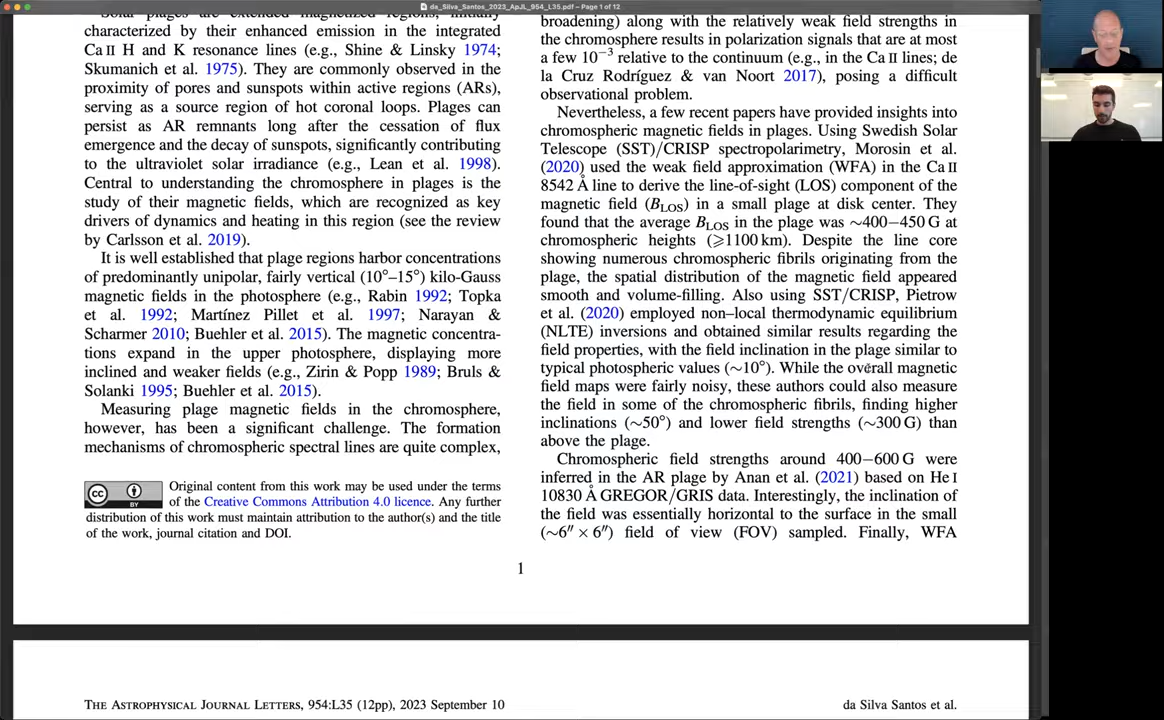 da_Silva_Santos_2023_ApJL_954_L35.pdf – Page 1 of 12
Solar plages are extended magnetized regions, initially
characterized by their enhanced emission in the integrated
Ca II H and K resonance lines (e.g., Shine & Linsky 1974;
Skumanich et al. 1975). They are commonly observed in the
proximity of pores and sunspots within active regions (ARs),
serving as a source region of hot coronal loops. Plages can
persist as AR remnants long after the cessation of flux
emergence and the decay of sunspots, significantly contributing
to the ultraviolet solar irradiance (e.g., Lean et al. 1998).
Central to understanding the chromosphere in plages is the
study of their magnetic fields, which are recognized as key
drivers of dynamics and heating in this region (see the review
by Carlsson et al. 2019).
It is well established that plage regions harbor concentrations
of predominantly unipolar, fairly vertical (10°–15°) kilo-Gauss
magnetic fields in the photosphere (e.g., Rabin 1992; Topka
et al. 1992; Martínez Pillet et al. 1997; Narayan &
Scharmer 2010; Buehler et al. 2015). The magnetic concentra-
tions expand in the upper photosphere, displaying more
inclined and weaker fields (e.g., Zirin & Popp 1989; Bruls &
Solanki 1995; Buehler et al. 2015).
Measuring plage magnetic fields in the chromosphere,
however, has been a significant challenge. The formation
mechanisms of chromospheric spectral lines are quite complex,
cc BY Original content from this work may be used under the terms
of the Creative Commons Attribution 4.0 licence. Any further
distribution of this work must maintain attribution to the author(s) and the title
of the work, journal citation and DOI.
broadening) along with the relatively weak field strengths in
the chromosphere results in polarization signals that are at most
a few 10⁻³ relative to the continuum (e.g., in the Ca II lines; de
la Cruz Rodríguez & van Noort 2017), posing a difficult
observational problem.
Nevertheless, a few recent papers have provided insights into
chromospheric magnetic fields in plages. Using Swedish Solar
Telescope (SST)/CRISP spectropolarimetry, Morosin et al.
(2020) used the weak field approximation (WFA) in the Ca II
8542 Å line to derive the line-of-sight (LOS) component of the
magnetic field (B_LOS) in a small plage at disk center. They
found that the average B_LOS in the plage was ∼400–450 G at
chromospheric heights (⩾1100 km). Despite the line core
showing numerous chromospheric fibrils originating from the
plage, the spatial distribution of the magnetic field appeared
smooth and volume-filling. Also using SST/CRISP, Pietrow
et al. (2020) employed non–local thermodynamic equilibrium
(NLTE) inversions and obtained similar results regarding the
field properties, with the field inclination in the plage similar to
typical photospheric values (∼10°). While the overall magnetic
field maps were fairly noisy, these authors could also measure
the field in some of the chromospheric fibrils, finding higher
inclinations (∼50°) and lower field strengths (∼300 G) than
above the plage.
Chromospheric field strengths around 400–600 G were
inferred in the AR plage by Anan et al. (2021) based on He I
10830 Å GREGOR/GRIS data. Interestingly, the inclination of
the field was essentially horizontal to the surface in the small
(∼6″ × 6″) field of view (FOV) sampled. Finally, WFA
1
THE ASTROPHYSICAL JOURNAL LETTERS, 954:L35 (12pp), 2023 September 10
da Silva Santos et al.